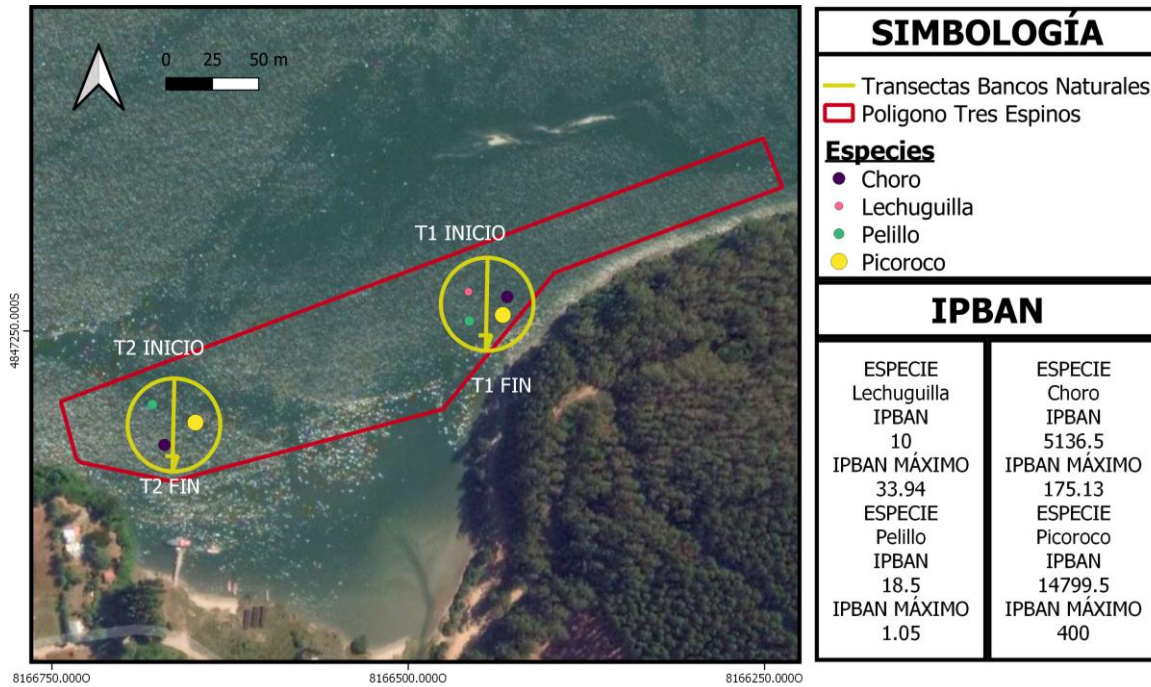 0 25 50 m
T1 INICIO
T2 INICIO
T1 FIN
T2 FIN
4847250.000S
8166750.000O
8166500.000O
8166250.000O
SIMBOLOGÍA
Transectas Bancos Naturales
Poligono Tres Espinos
Especies
Choro
Lechuguilla
Pelillo
Picoroco
IPBAN
ESPECIE
Lechuguilla
IPBAN
10
IPBAN MÁXIMO
33.94
ESPECIE
Pelillo
IPBAN
18.5
IPBAN MÁXIMO
1.05
ESPECIE
Choro
IPBAN
5136.5
IPBAN MÁXIMO
175.13
ESPECIE
Picoroco
IPBAN
14799.5
IPBAN MÁXIMO
400